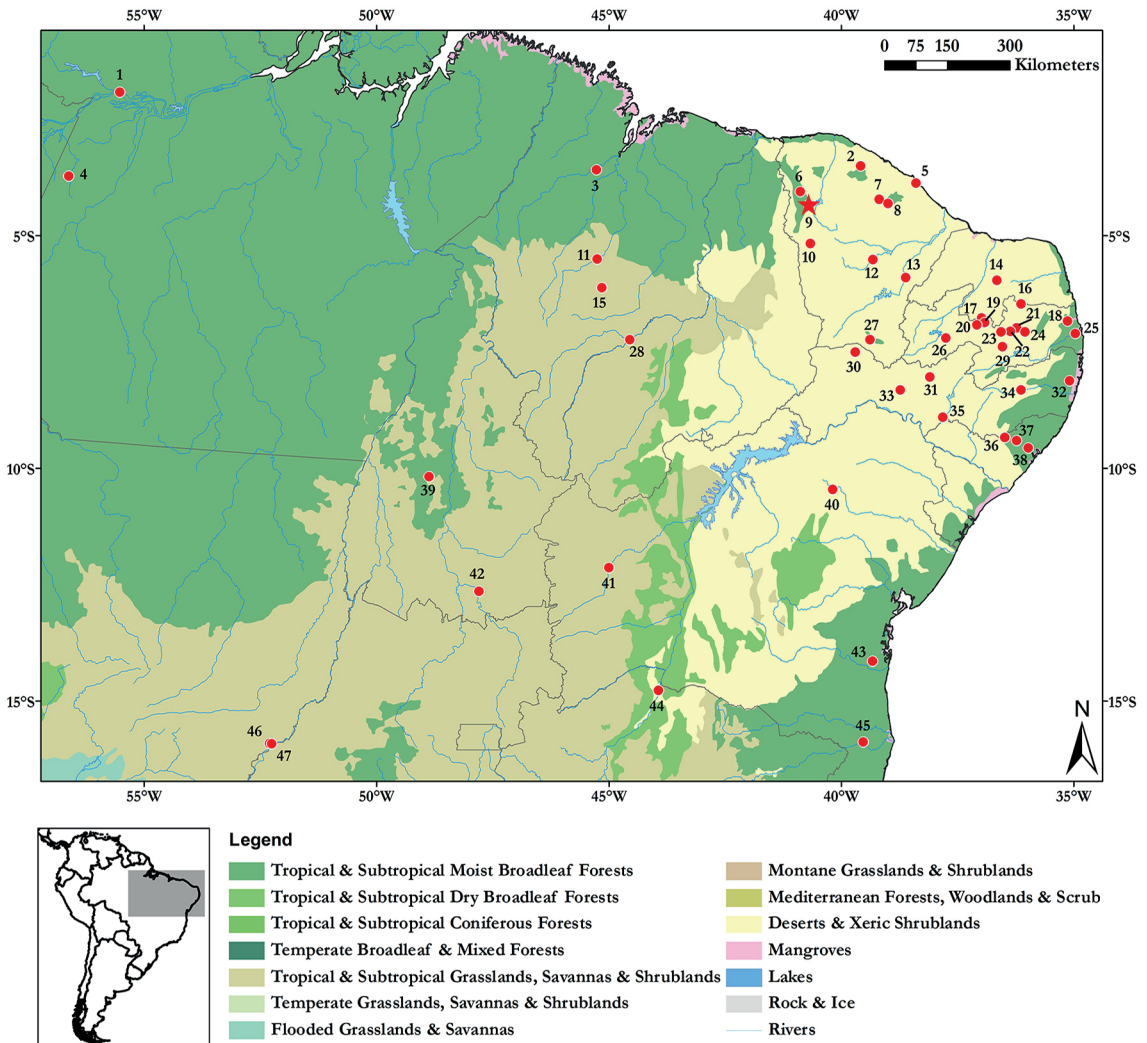 55°W 50°W 45°W 40°W 35°W
0 75 150 300
Kilometers
1
2
5
4
3
6
7
8
9
5°S 5°S
10
11
12
13
14
15
16
17 19 21 18
20 25
23 24
22
26
27
28
29
30
31
32
33
34
35
36
37
38
10°S 10°S
39
40
41
42
43
44
45
15°S 15°S
46
47
N
55°W 50°W 45°W 40°W 35°W
Legend
Tropical & Subtropical Moist Broadleaf Forests
Tropical & Subtropical Dry Broadleaf Forests
Tropical & Subtropical Coniferous Forests
Temperate Broadleaf & Mixed Forests
Tropical & Subtropical Grasslands, Savannas & Shrublands
Temperate Grasslands, Savannas & Shrublands
Flooded Grasslands & Savannas
Montane Grasslands & Shrublands
Mediterranean Forests, Woodlands & Scrub
Deserts & Xeric Shrublands
Mangroves
Lakes
Rock & Ice
Rivers